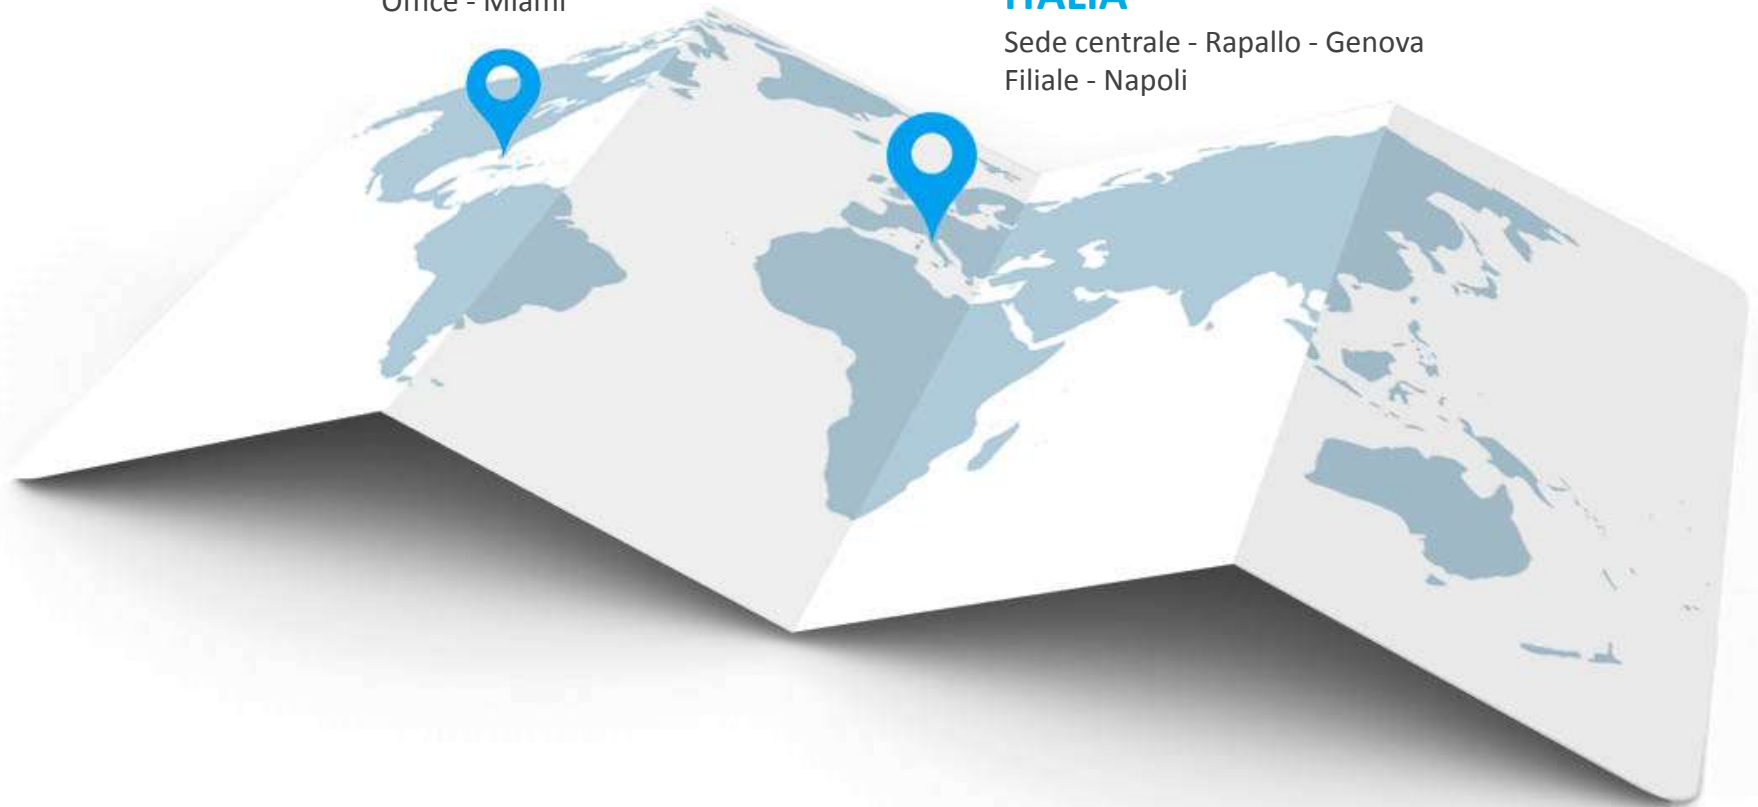 Office - Miami
ITALIA
Sede centrale - Rapallo - Genova
Filiale - Napoli